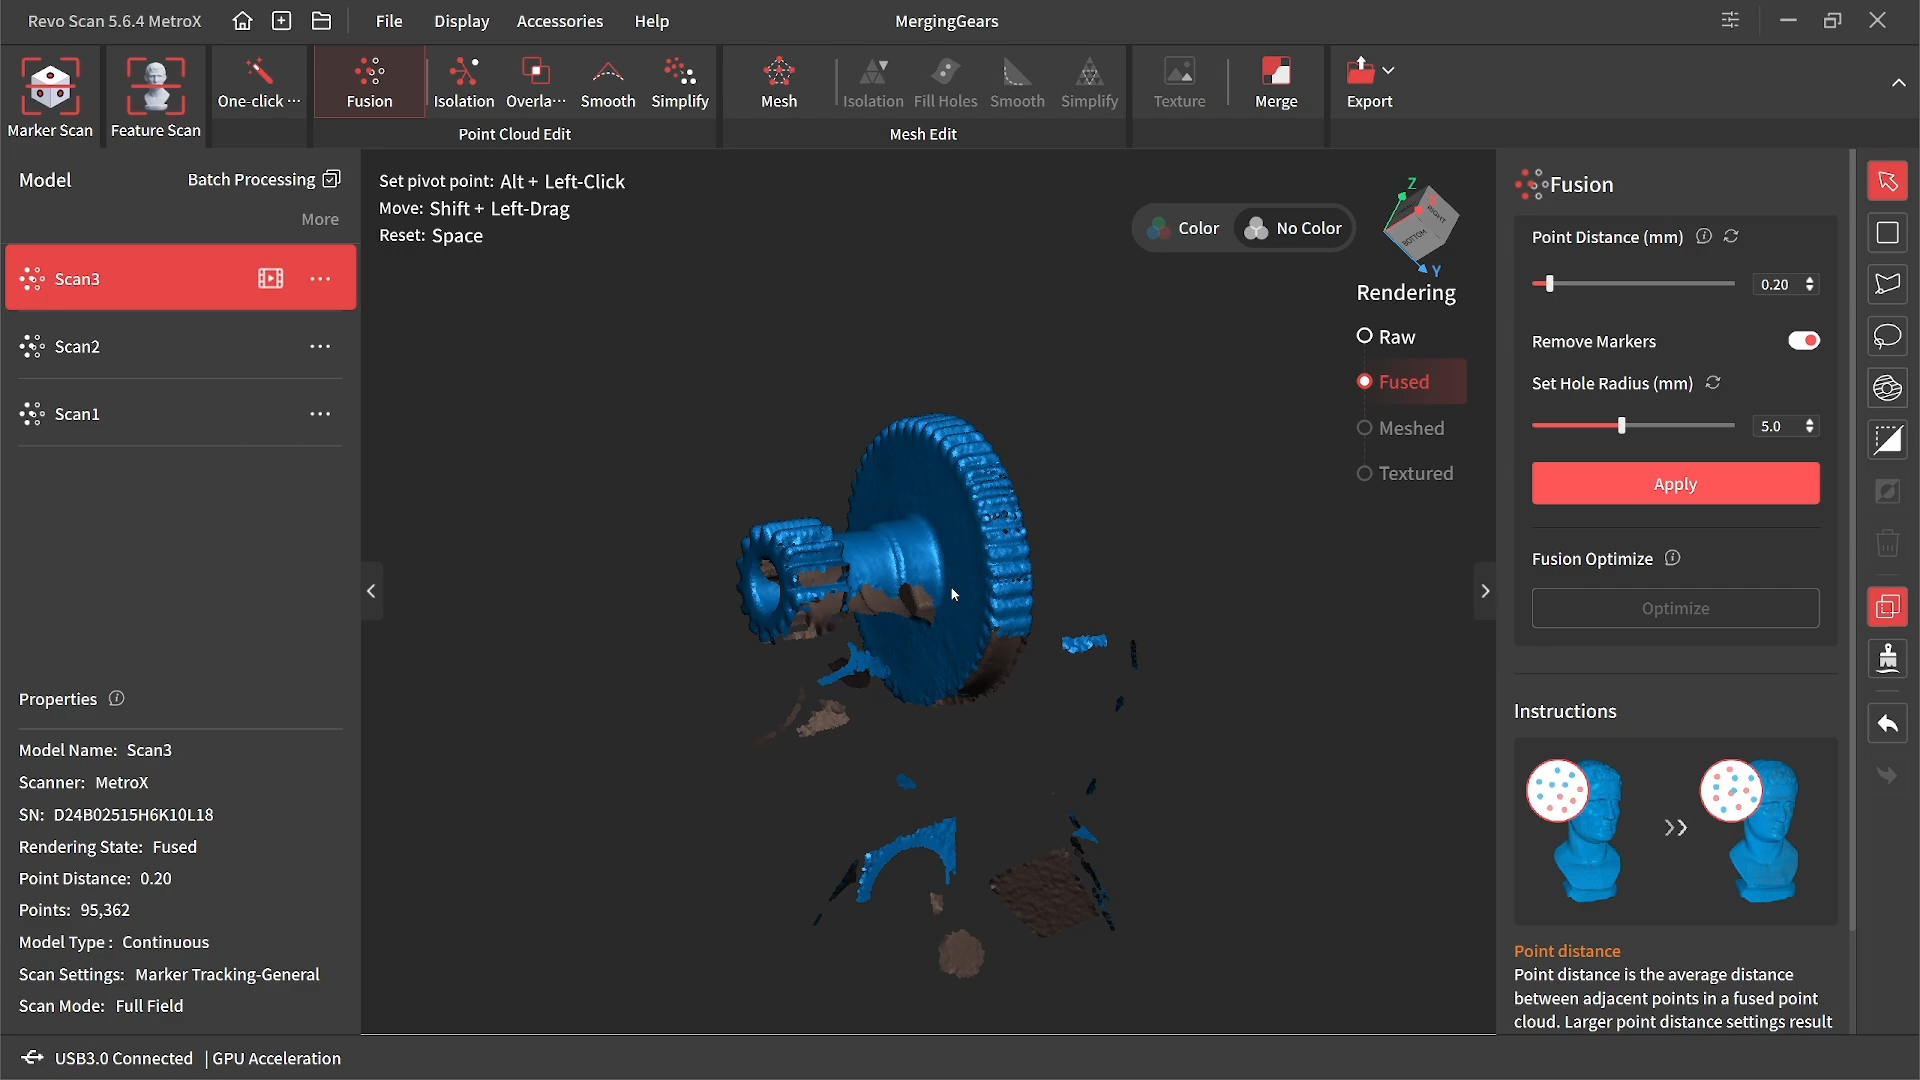 Revo Scan 5.6.4 MetroX
File
Display
Accessories
Help
MergingGears
Marker Scan
Feature Scan
One-click ···
Fusion
Isolation
Overla···
Smooth
Simplify
Point Cloud Edit
Mesh
Isolation
Fill Holes
Smooth
Simplify
Mesh Edit
Texture
Merge
Export
Model
Batch Processing
More
Scan3
Scan2
Scan1
Set pivot point: Alt + Left-Click
Move: Shift + Left-Drag
Reset: Space
Color
No Color
Z
RIGHT
BOTTOM
Y
Rendering
Raw
Fused
Meshed
Textured
Fusion
Point Distance (mm)
0.20
Remove Markers
Set Hole Radius (mm)
5.0
Apply
Fusion Optimize
Optimize
Instructions
Point distance
Point distance is the average distance
between adjacent points in a fused point
cloud. Larger point distance settings result
Properties
Model Name: Scan3
Scanner: MetroX
SN: D24B02515H6K10L18
Rendering State: Fused
Point Distance: 0.20
Points: 95,362
Model Type : Continuous
Scan Settings: Marker Tracking-General
Scan Mode: Full Field
USB3.0 Connected | GPU Acceleration